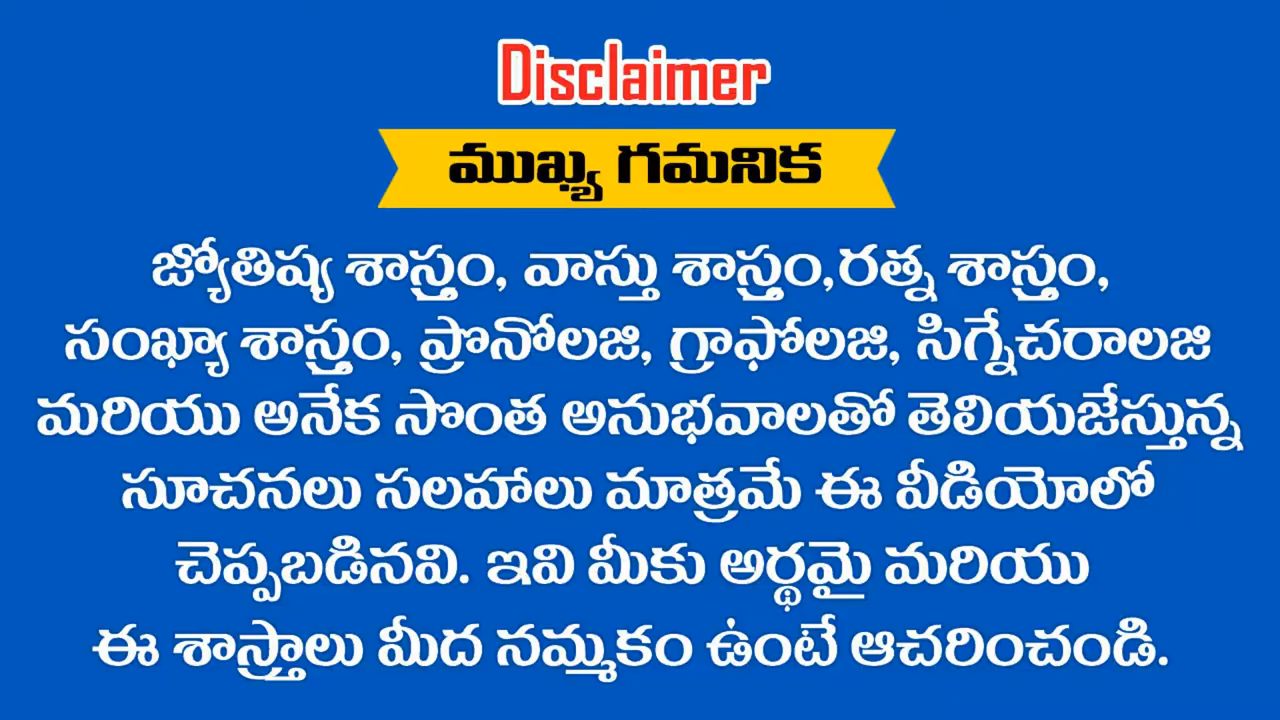 Disclaimer
ముఖ్య గమనిక
జ్యోతిష్య శాస్త్రం, వాస్తు శాస్త్రం,రత్న శాస్త్రం,
సంఖ్యా శాస్త్రం, ప్రొనోలజి, గ్రాఫోలజి, సిగ్నేచరాలజి
మరియు అనేక సొంత అనుభవాలతో తెలియజేస్తున్న
సూచనలు సలహాలు మాత్రమే ఈ వీడియోలో
చెప్పబడినవి. ఇవి మీకు అర్థమై మరియు
ఈ శాస్త్రాలు మీద నమ్మకం ఉంటే ఆచరించండి.